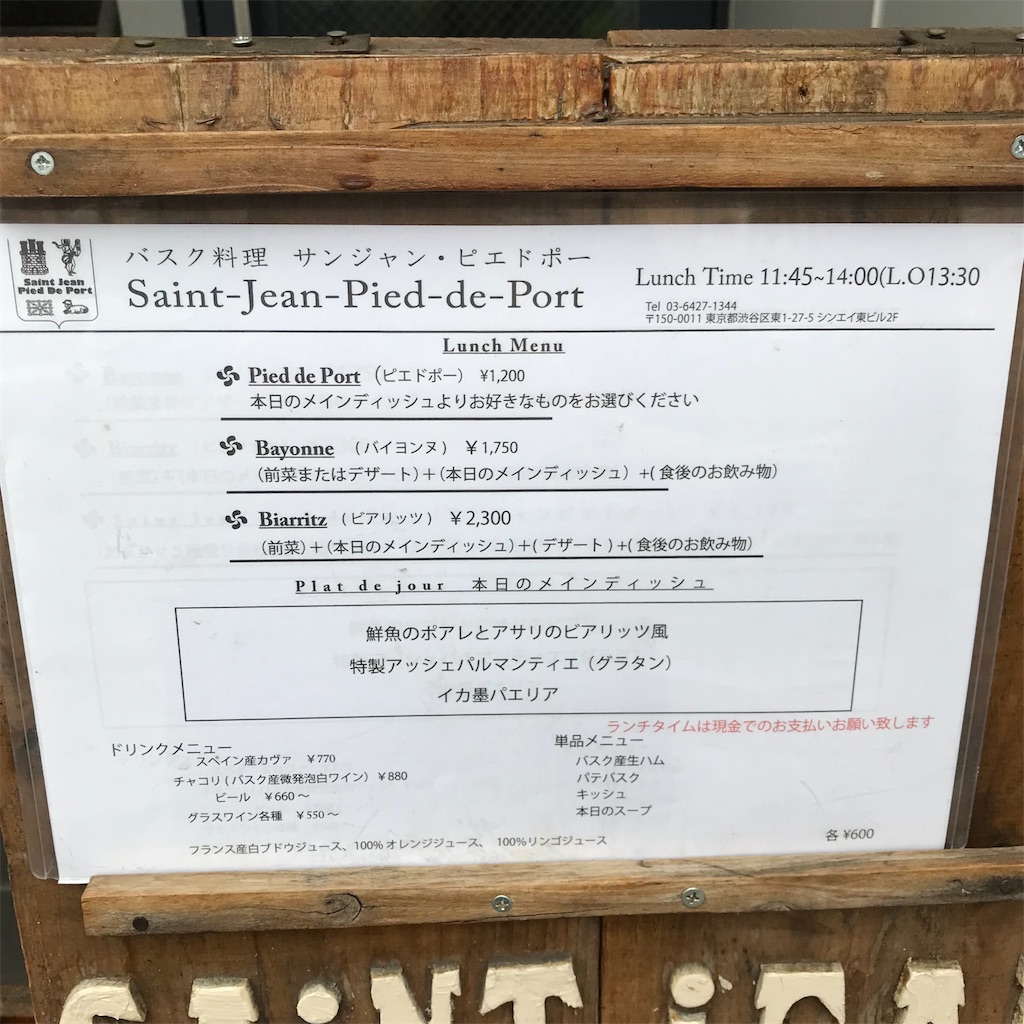 Saint Jean
Pied De Port
バスク料理 サンジャン・ピエドポー
Saint-Jean-Pied-de-Port
Lunch Time 11:45~14:00(L.O13:30
Tel 03-6427-1344
〒150-0011 東京都渋谷区東1-27-5 シンエイ東ビル2F
Lunch Menu
Pied de Port (ピエドポー) ¥1,200
本日のメインディッシュよりお好きなものをお選びください
Bayonne (バイヨンヌ) ¥1,750
(前菜またはデザート)+(本日のメインディッシュ) +(食後のお飲み物)
Biarritz (ビアリッツ) ¥2,300
(前菜)+(本日のメインディッシュ)+(デザート)+(食後のお飲み物)
Plat de jour 本日のメインディッシュ
鮮魚のポアレとアサリのビアリッツ風
特製アッシェパルマンティエ(グラタン)
イカ墨パエリア
ランチタイムは現金でのお支払いお願い致します
ドリンクメニュー
スペイン産カヴァ ¥770
チャコリ(バスク産微発泡白ワイン) ¥880
ビール ¥660~
グラスワイン各種 ¥550~
フランス産白ブドウジュース、100%オレンジジュース、 100%リンゴジュース
単品メニュー
バスク産生ハム
パテバスク
キッシュ
本日のスープ
各 ¥600
SAiNT iEA